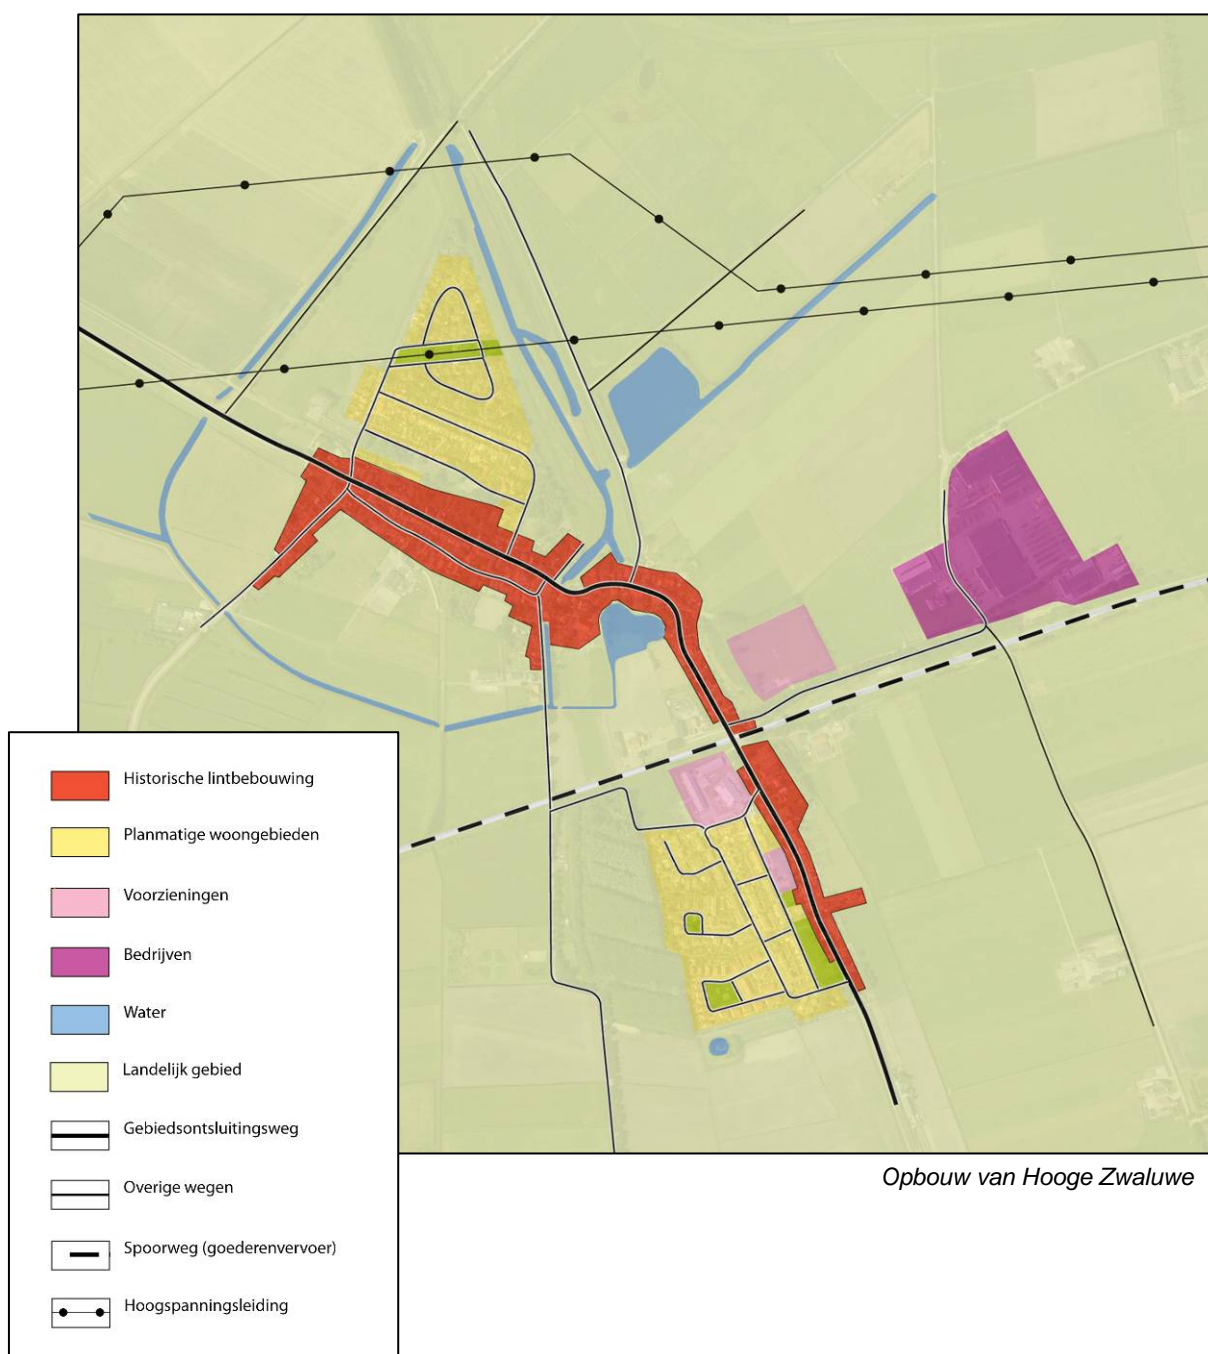 Historische lintbebouwing
Planmatige woongebieden
Voorzieningen
Bedrijven
Water
Landelijk gebied
Gebiedsontsluitingsweg
Overige wegen
Spoorweg (goederenvervoer)
Hoogspanningsleiding
Opbouw van Hooge Zwaluwe